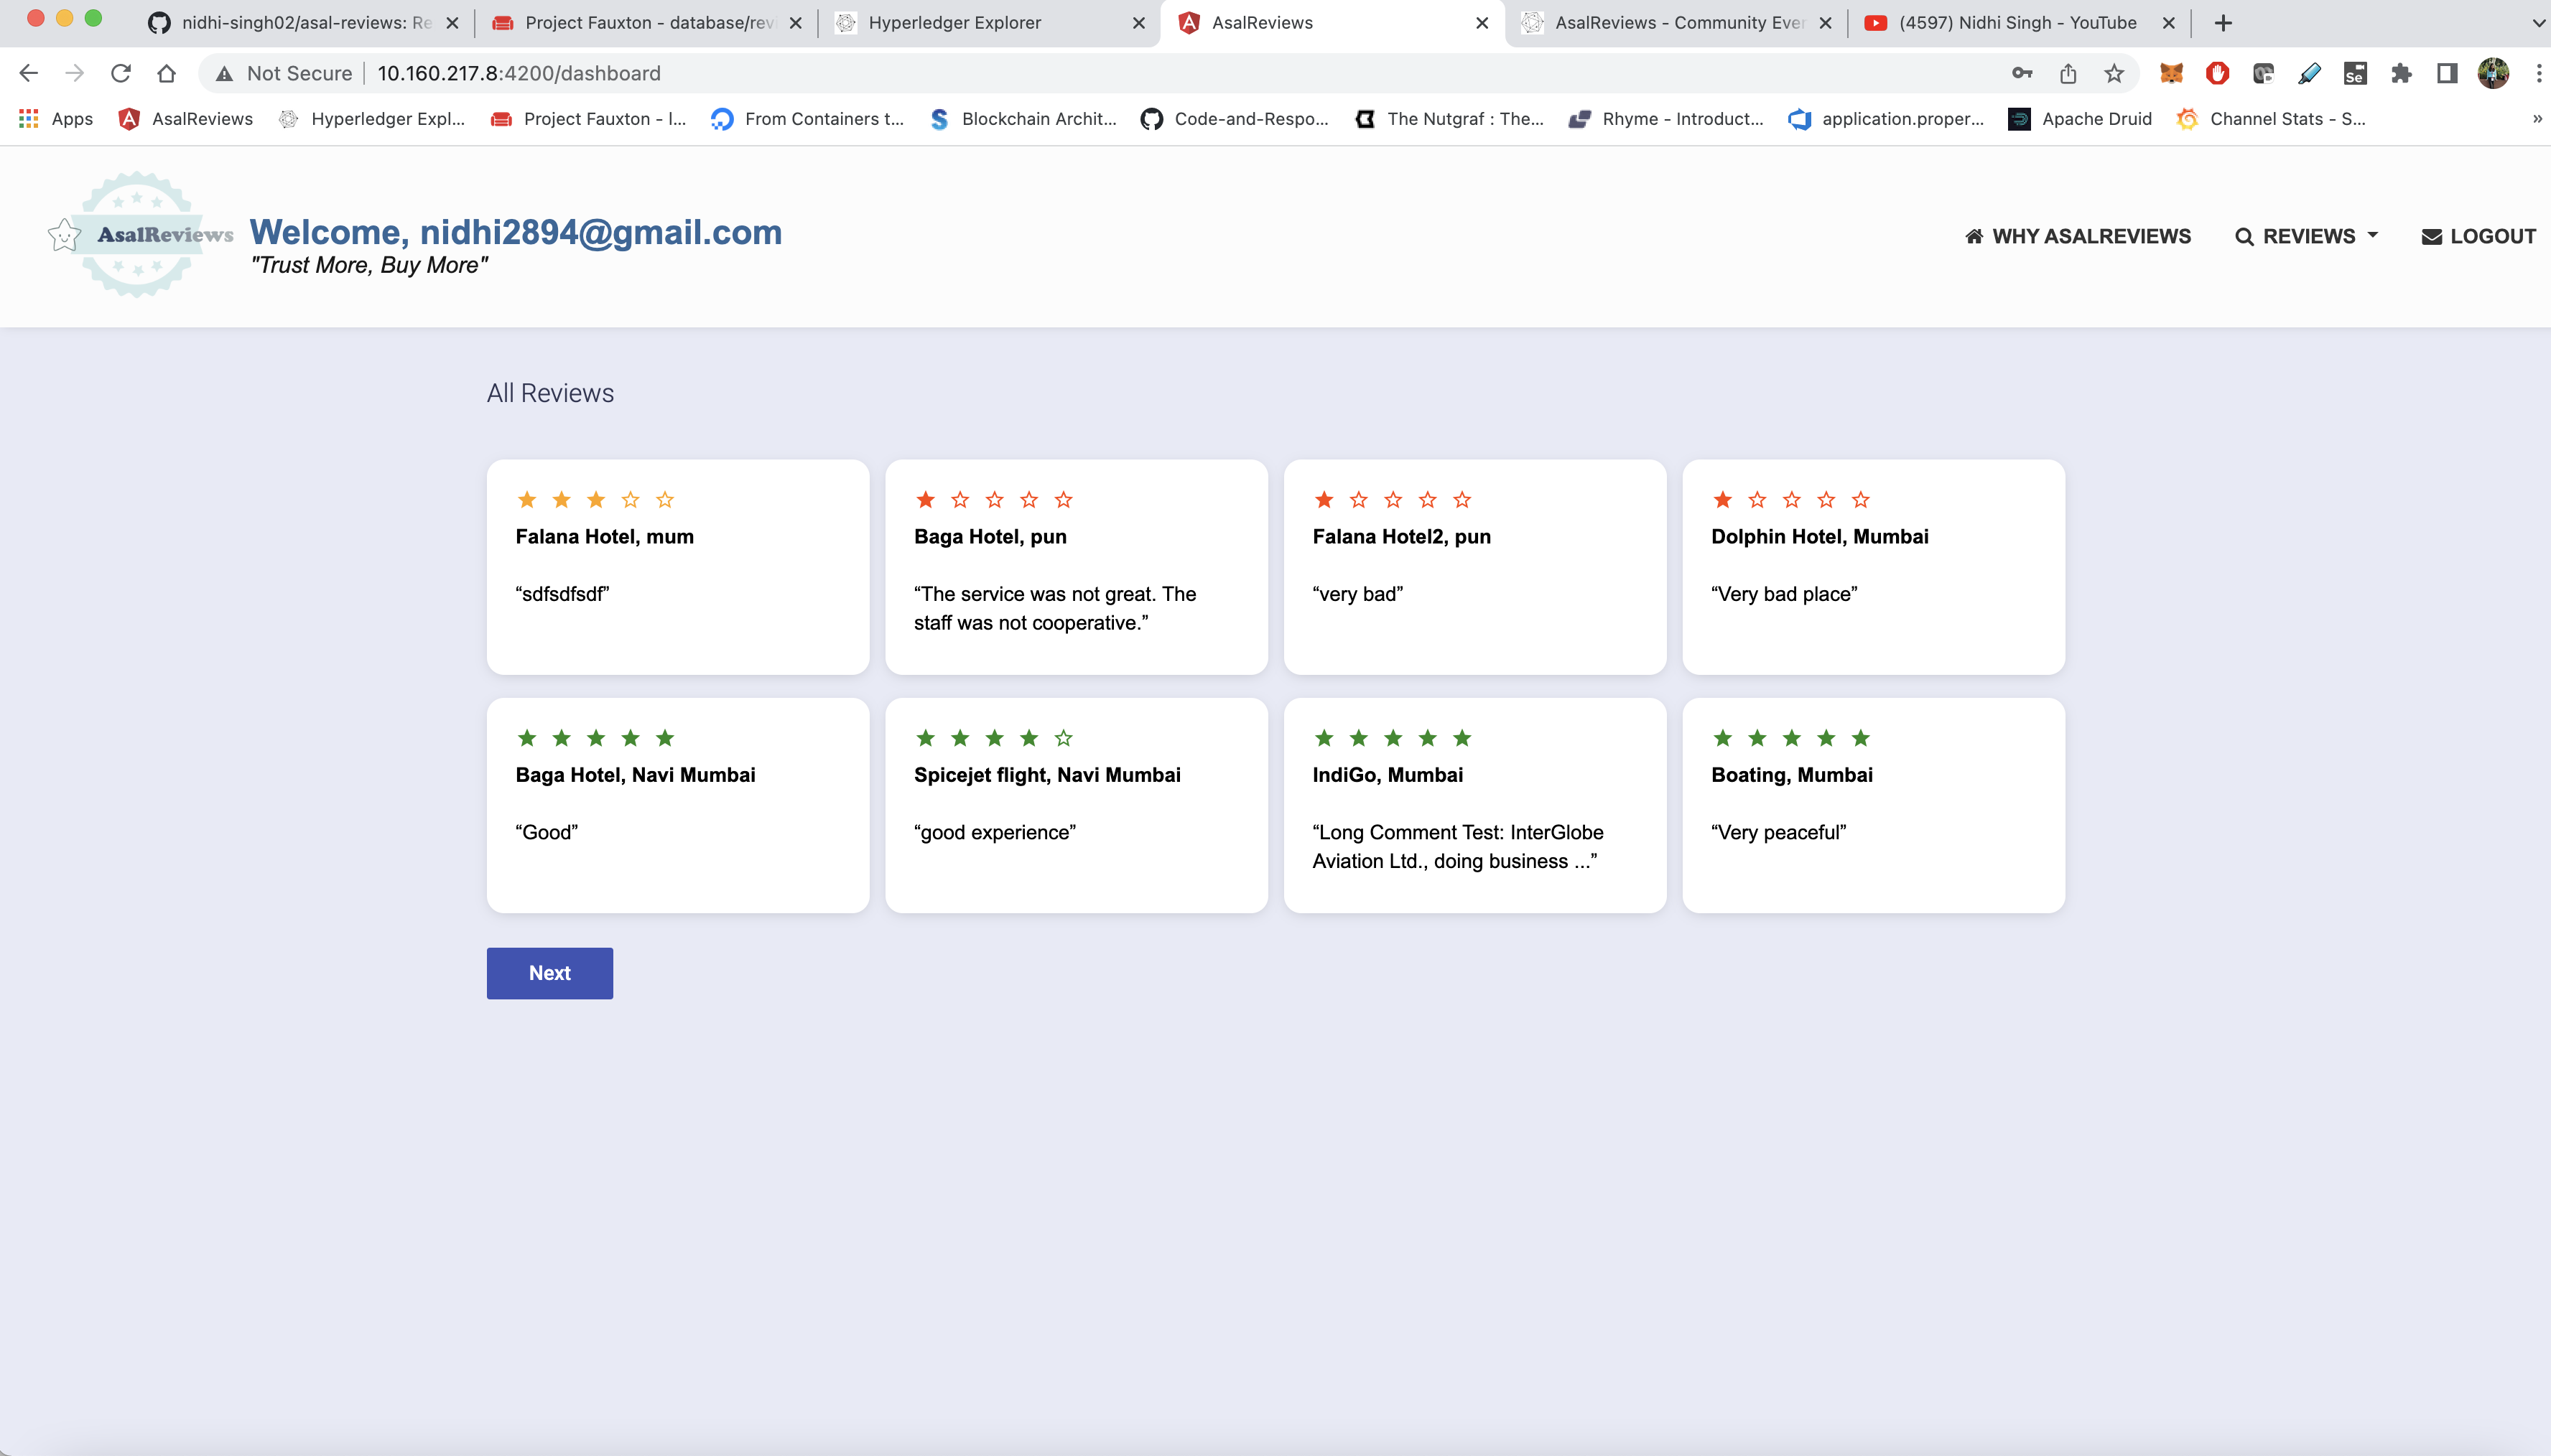 nidhi-singh02/asal-reviews: Re
Project Fauxton - database/rev
Hyperledger Explorer
AsalReviews
AsalReviews - Community Ever
(4597) Nidhi Singh - YouTube
Not Secure
10.160.217.8:4200/dashboard
Se
Apps
AsalReviews
Hyperledger Expl...
Project Fauxton - I...
From Containers t...
Blockchain Archit...
Code-and-Respo...
The Nutgraf : The...
Rhyme - Introduct...
application.proper...
Apache Druid
Channel Stats - S...
»
AsalReviews
Welcome, nidhi2894@gmail.com
"Trust More, Buy More"
WHY ASALREVIEWS
REVIEWS
LOGOUT
All Reviews
Falana Hotel, mum
“sdfsdfsdf”
Baga Hotel, pun
“The service was not great. The
staff was not cooperative.”
Falana Hotel2, pun
“very bad”
Dolphin Hotel, Mumbai
“Very bad place”
Baga Hotel, Navi Mumbai
“Good”
Spicejet flight, Navi Mumbai
“good experience”
IndiGo, Mumbai
“Long Comment Test: InterGlobe
Aviation Ltd., doing business ...”
Boating, Mumbai
“Very peaceful”
Next